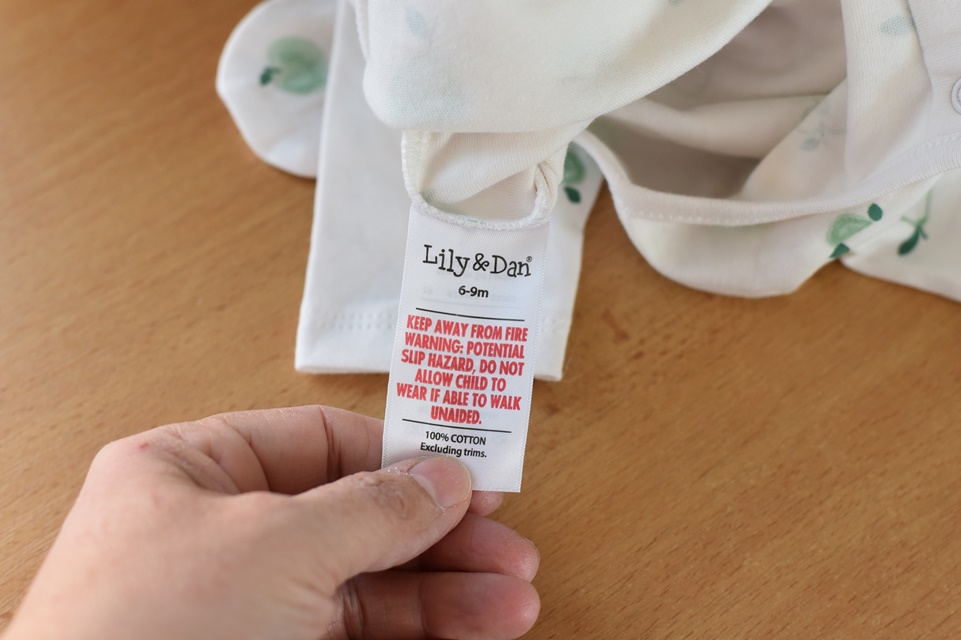 Lily & Dan®
6-9m
KEEP AWAY FROM FIRE
WARNING: POTENTIAL
SLIP HAZARD, DO NOT
ALLOW CHILD TO
WEAR IF ABLE TO WALK
UNAIDED.
100% COTTON
Excluding trims.